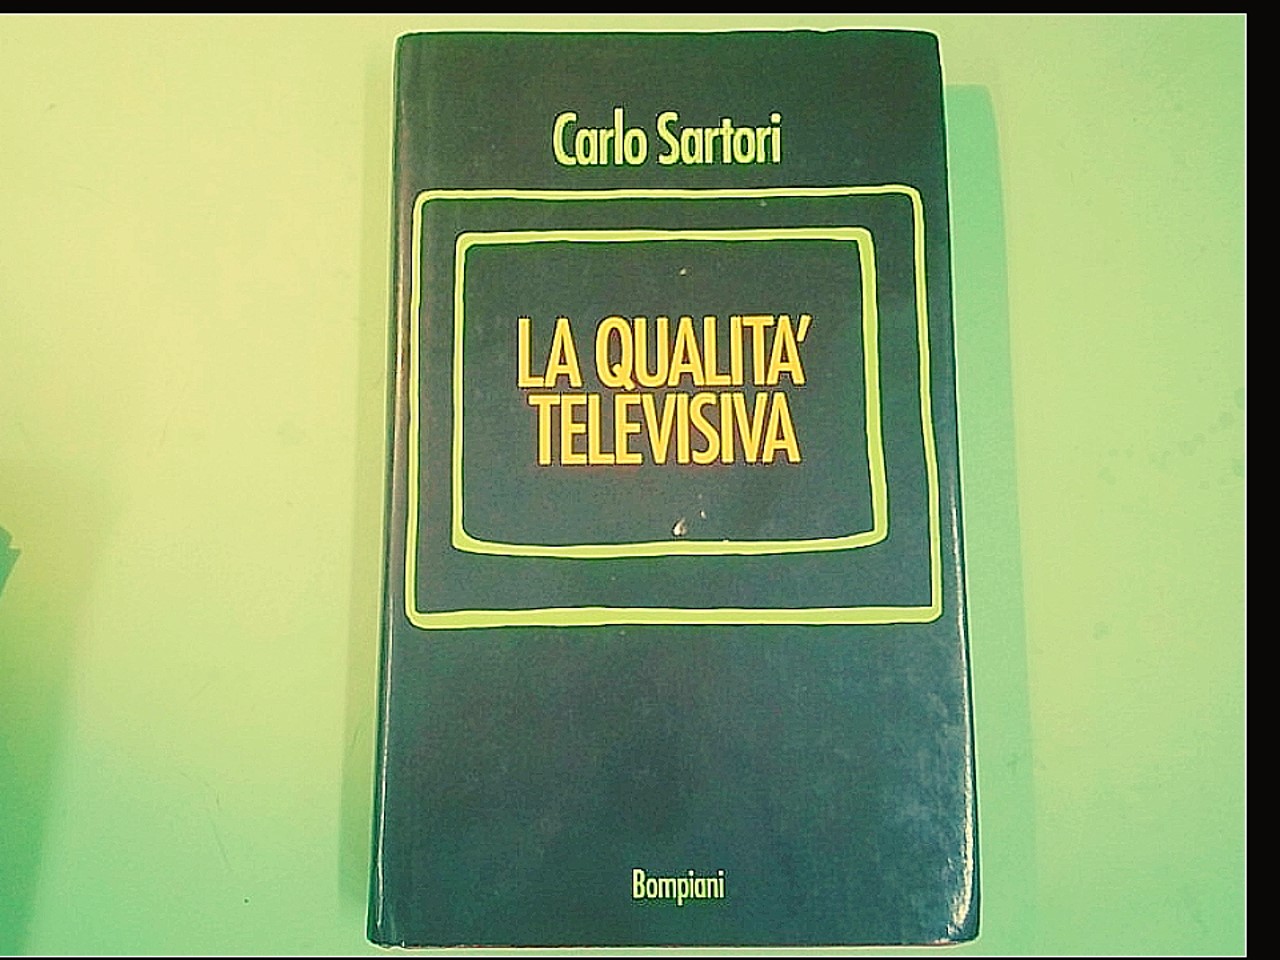 Carlo Sartori
LA QUALITA'
TELEVISIVA
Bompiani